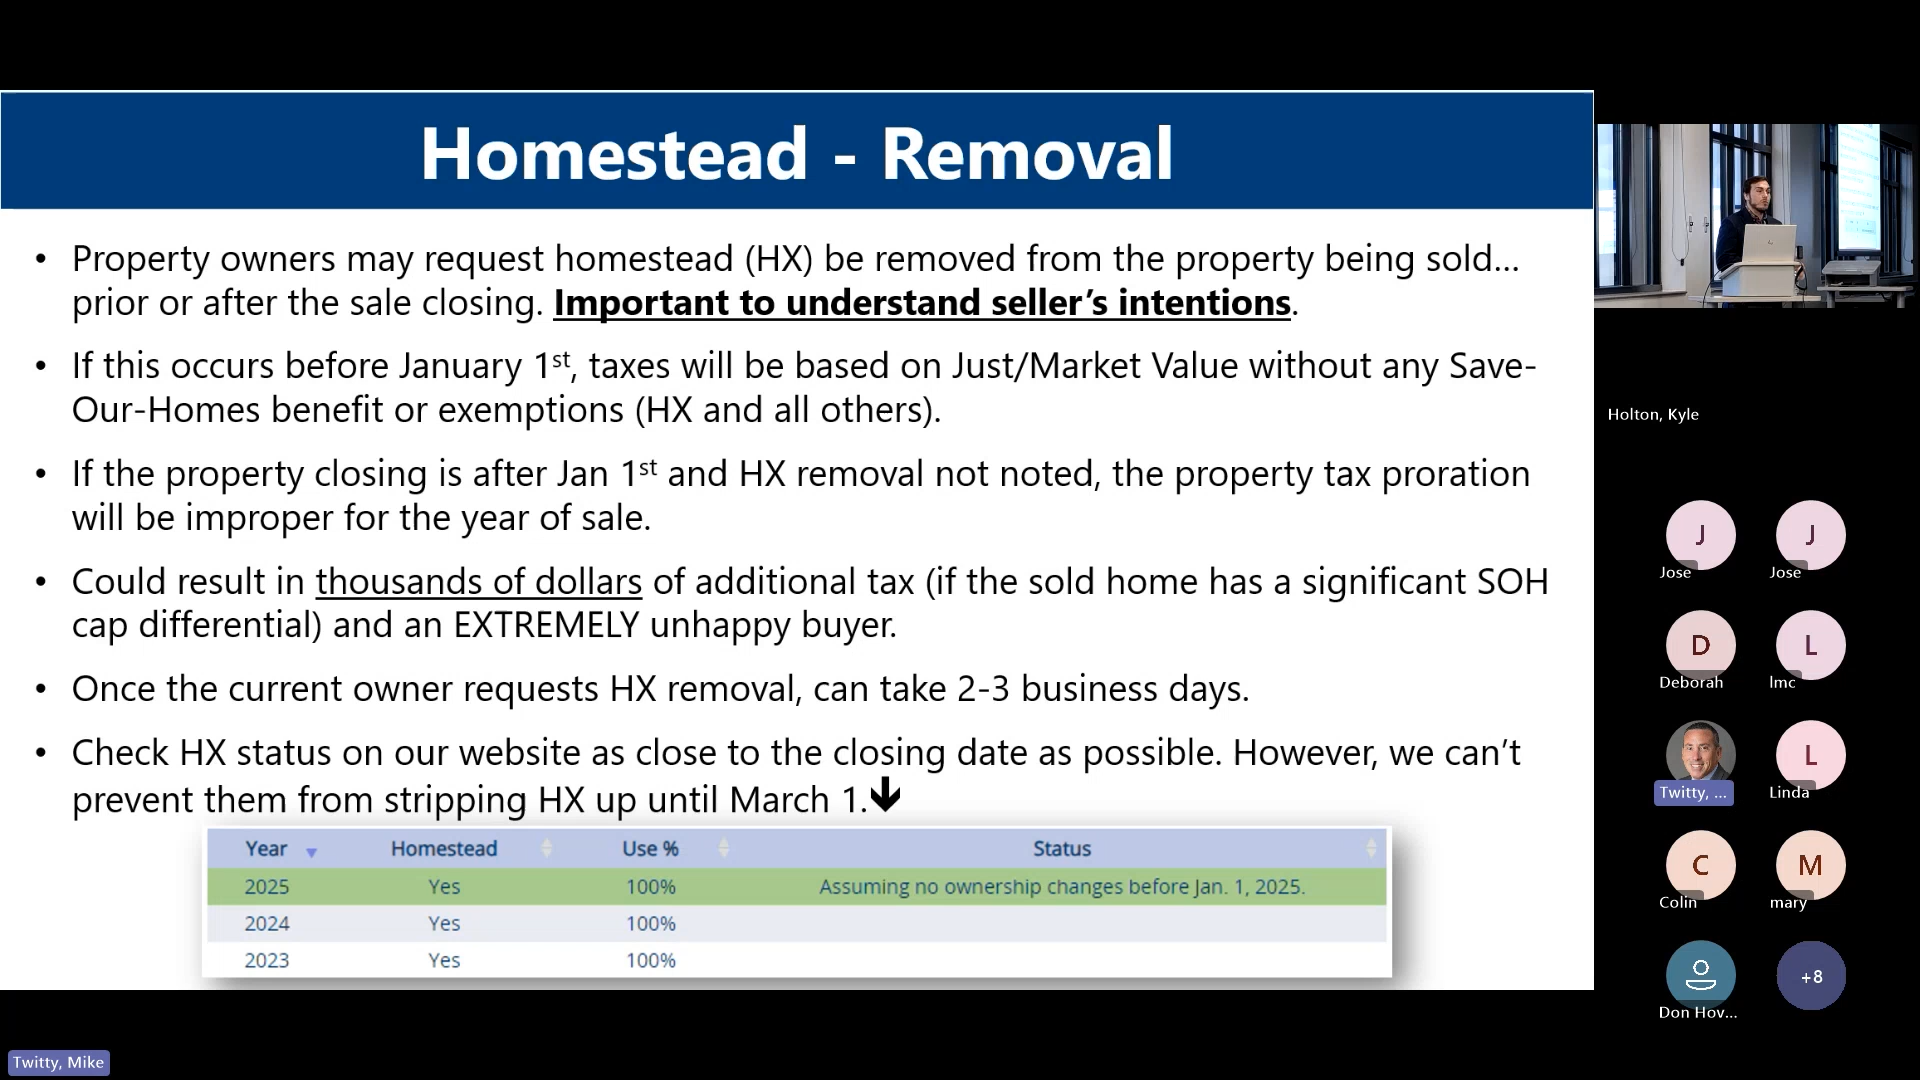 Homestead - Removal
• Property owners may request homestead (HX) be removed from the property being sold…
prior or after the sale closing. Important to understand seller’s intentions.
• If this occurs before January 1st, taxes will be based on Just/Market Value without any Save-
Our-Homes benefit or exemptions (HX and all others).
• If the property closing is after Jan 1st and HX removal not noted, the property tax proration
will be improper for the year of sale.
• Could result in thousands of dollars of additional tax (if the sold home has a significant SOH
cap differential) and an EXTREMELY unhappy buyer.
• Once the current owner requests HX removal, can take 2-3 business days.
• Check HX status on our website as close to the closing date as possible. However, we can’t
prevent them from stripping HX up until March 1.
Year Homestead Use % Status
2025 Yes 100% Assuming no ownership changes before Jan. 1, 2025.
2024 Yes 100%
2023 Yes 100%
Holton, Kyle
J J
Jose Jose
D L
Deborah lmc
L
Twitty, ... Linda
C M
Colin mary
+8
Don Hov...
Twitty, Mike